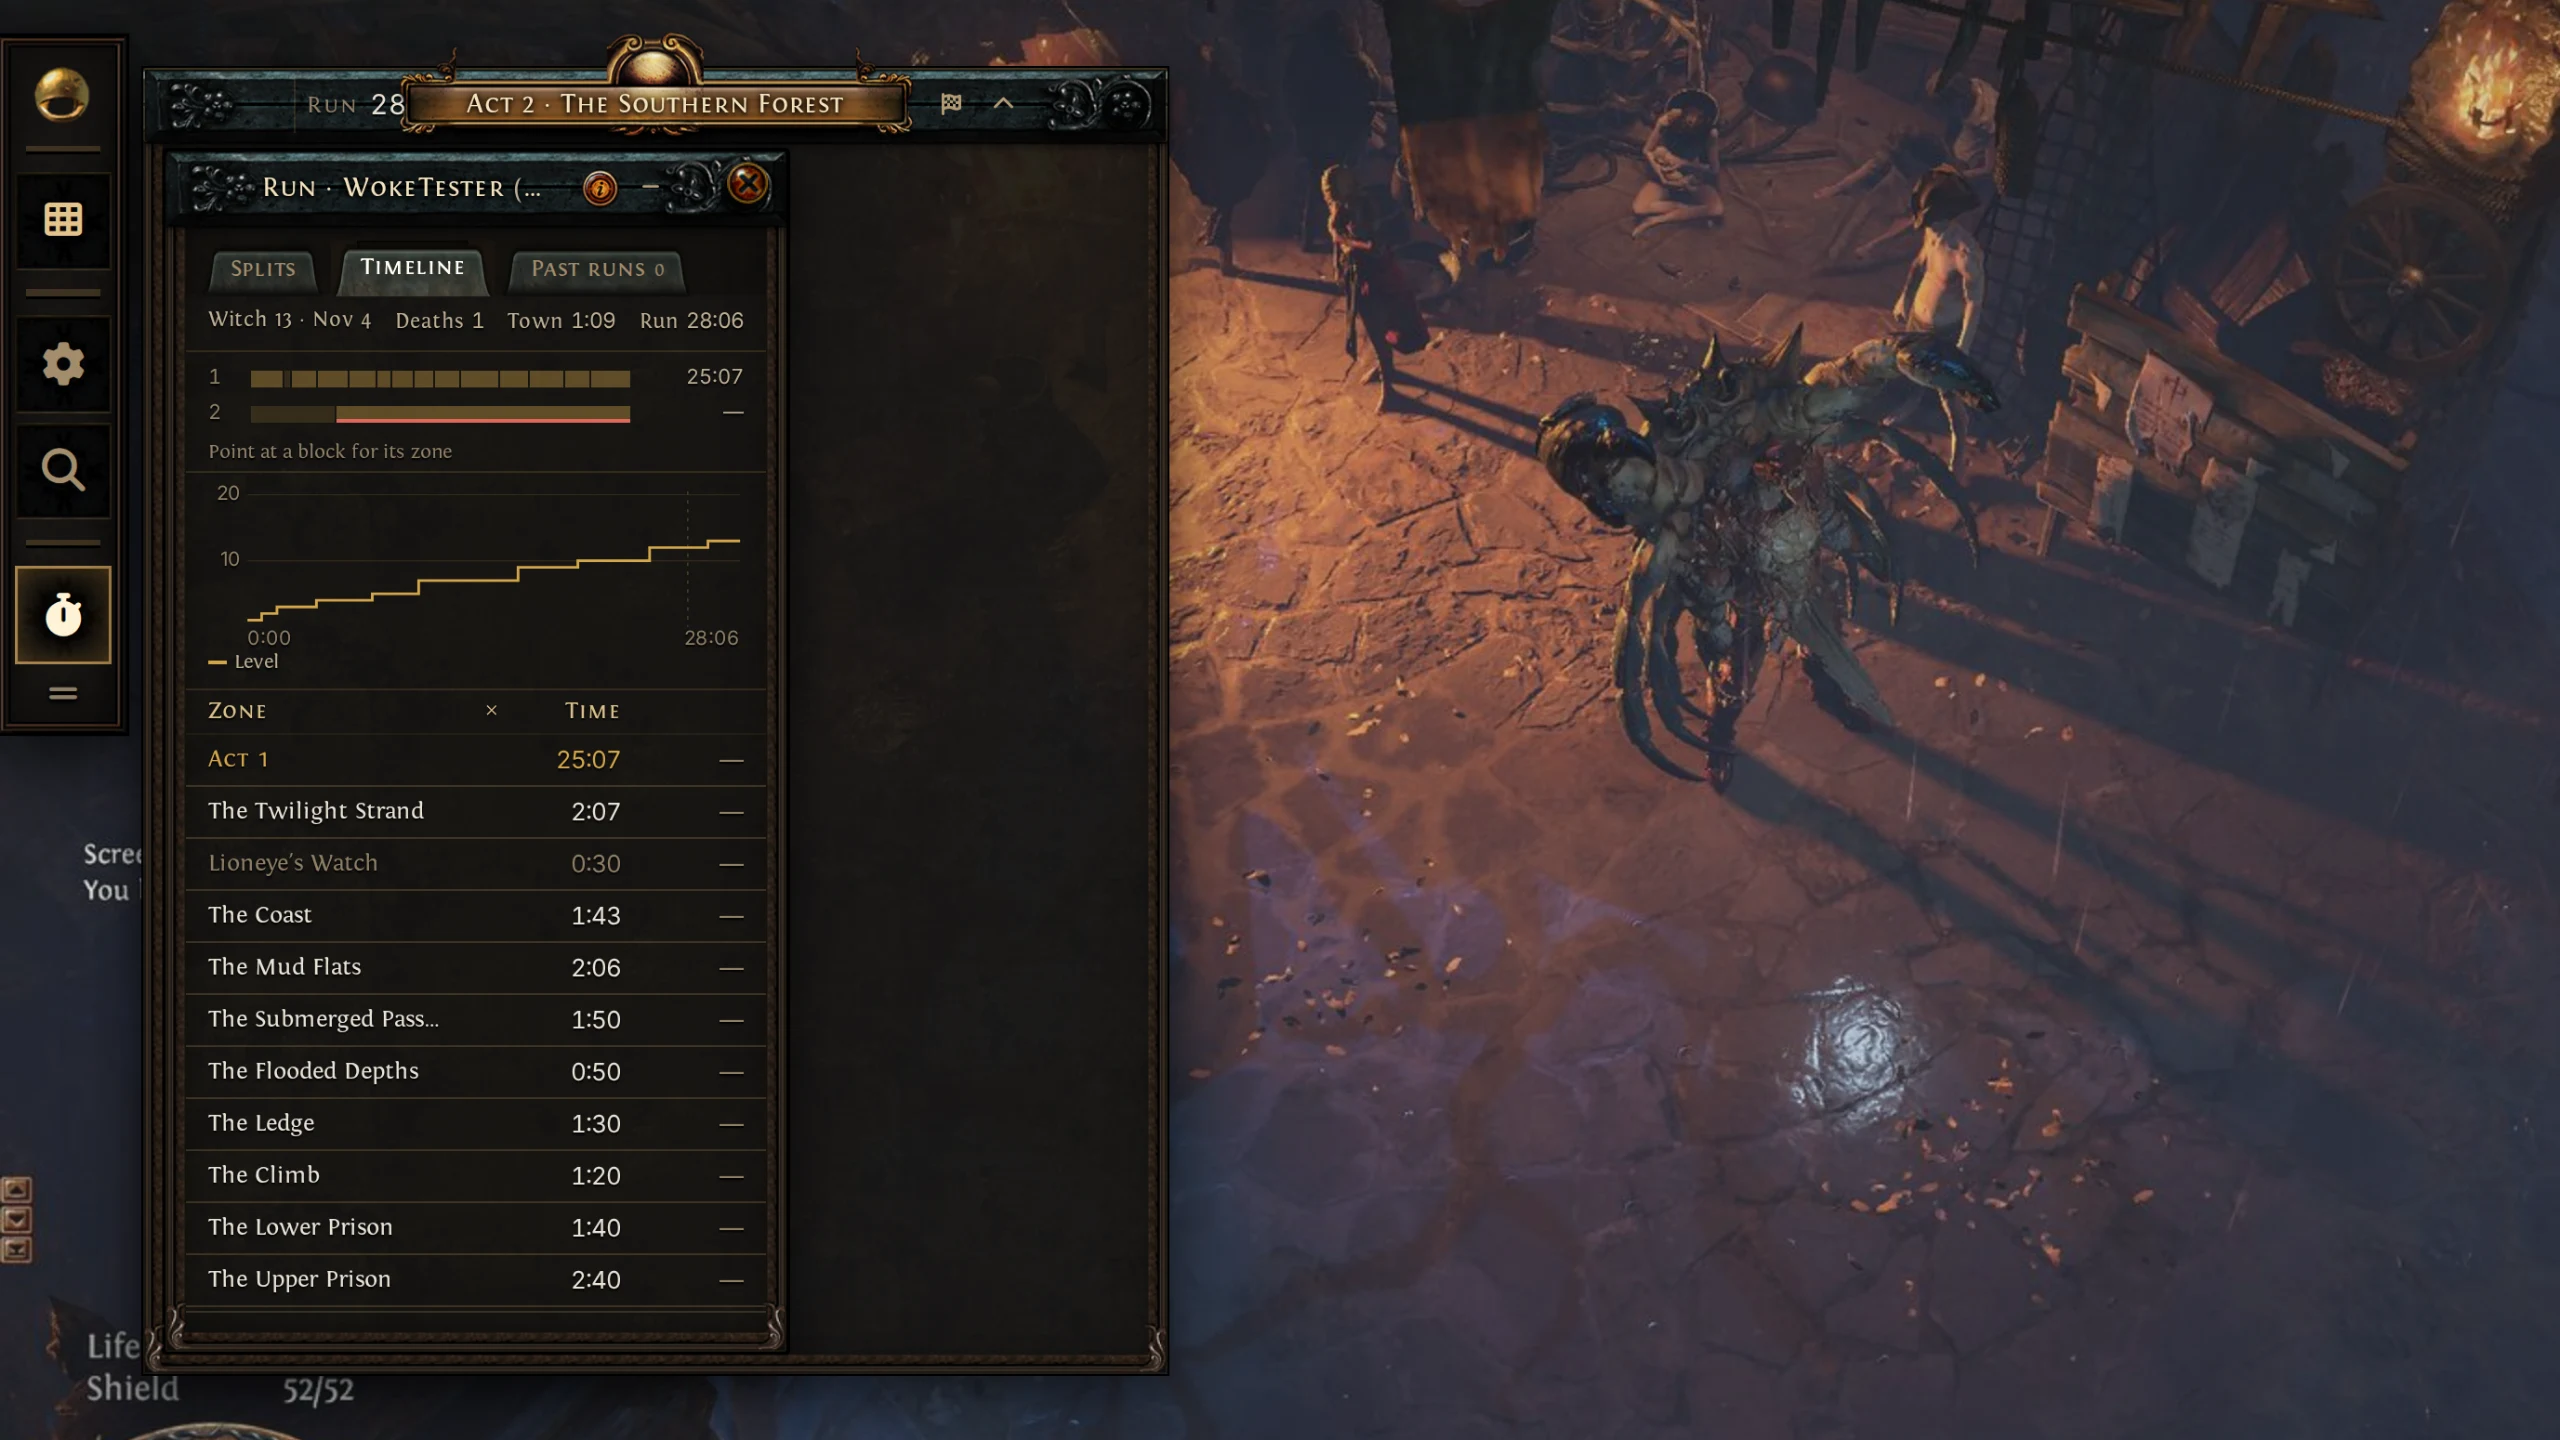 Run 28
Act 2 · The Southern Forest
Run · WokeTester (...
Splits
Timeline
Past Runs 0
Witch 13 · Nov 4 Deaths 1 Town 1:09 Run 28:06
1 25:07
2 —
Point at a block for its zone
20
10
0:00 28:06
Level
Zone × Time
Act 1 25:07 —
The Twilight Strand 2:07 —
Lioneye's Watch 0:30 —
The Coast 1:43 —
The Mud Flats 2:06 —
The Submerged Pass... 1:50 —
The Flooded Depths 0:50 —
The Ledge 1:30 —
The Climb 1:20 —
The Lower Prison 1:40 —
The Upper Prison 2:40 —
Scree
You
Life
Shield 52/52